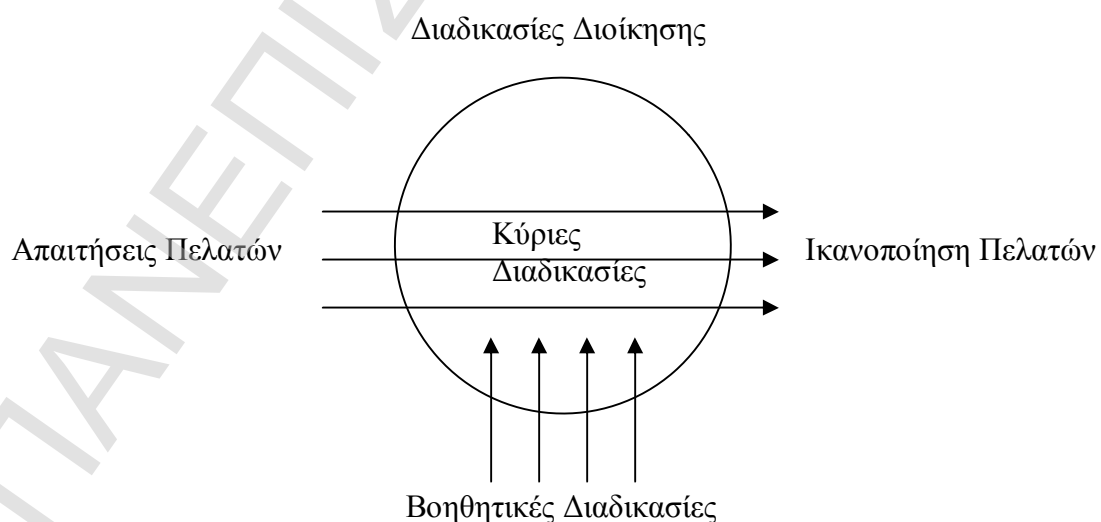 Διαδικασίες Διοίκησης
Απαιτήσεις Πελατών
Κύριες
Διαδικασίες
Ικανοποίηση Πελατών
Βοηθητικές Διαδικασίες